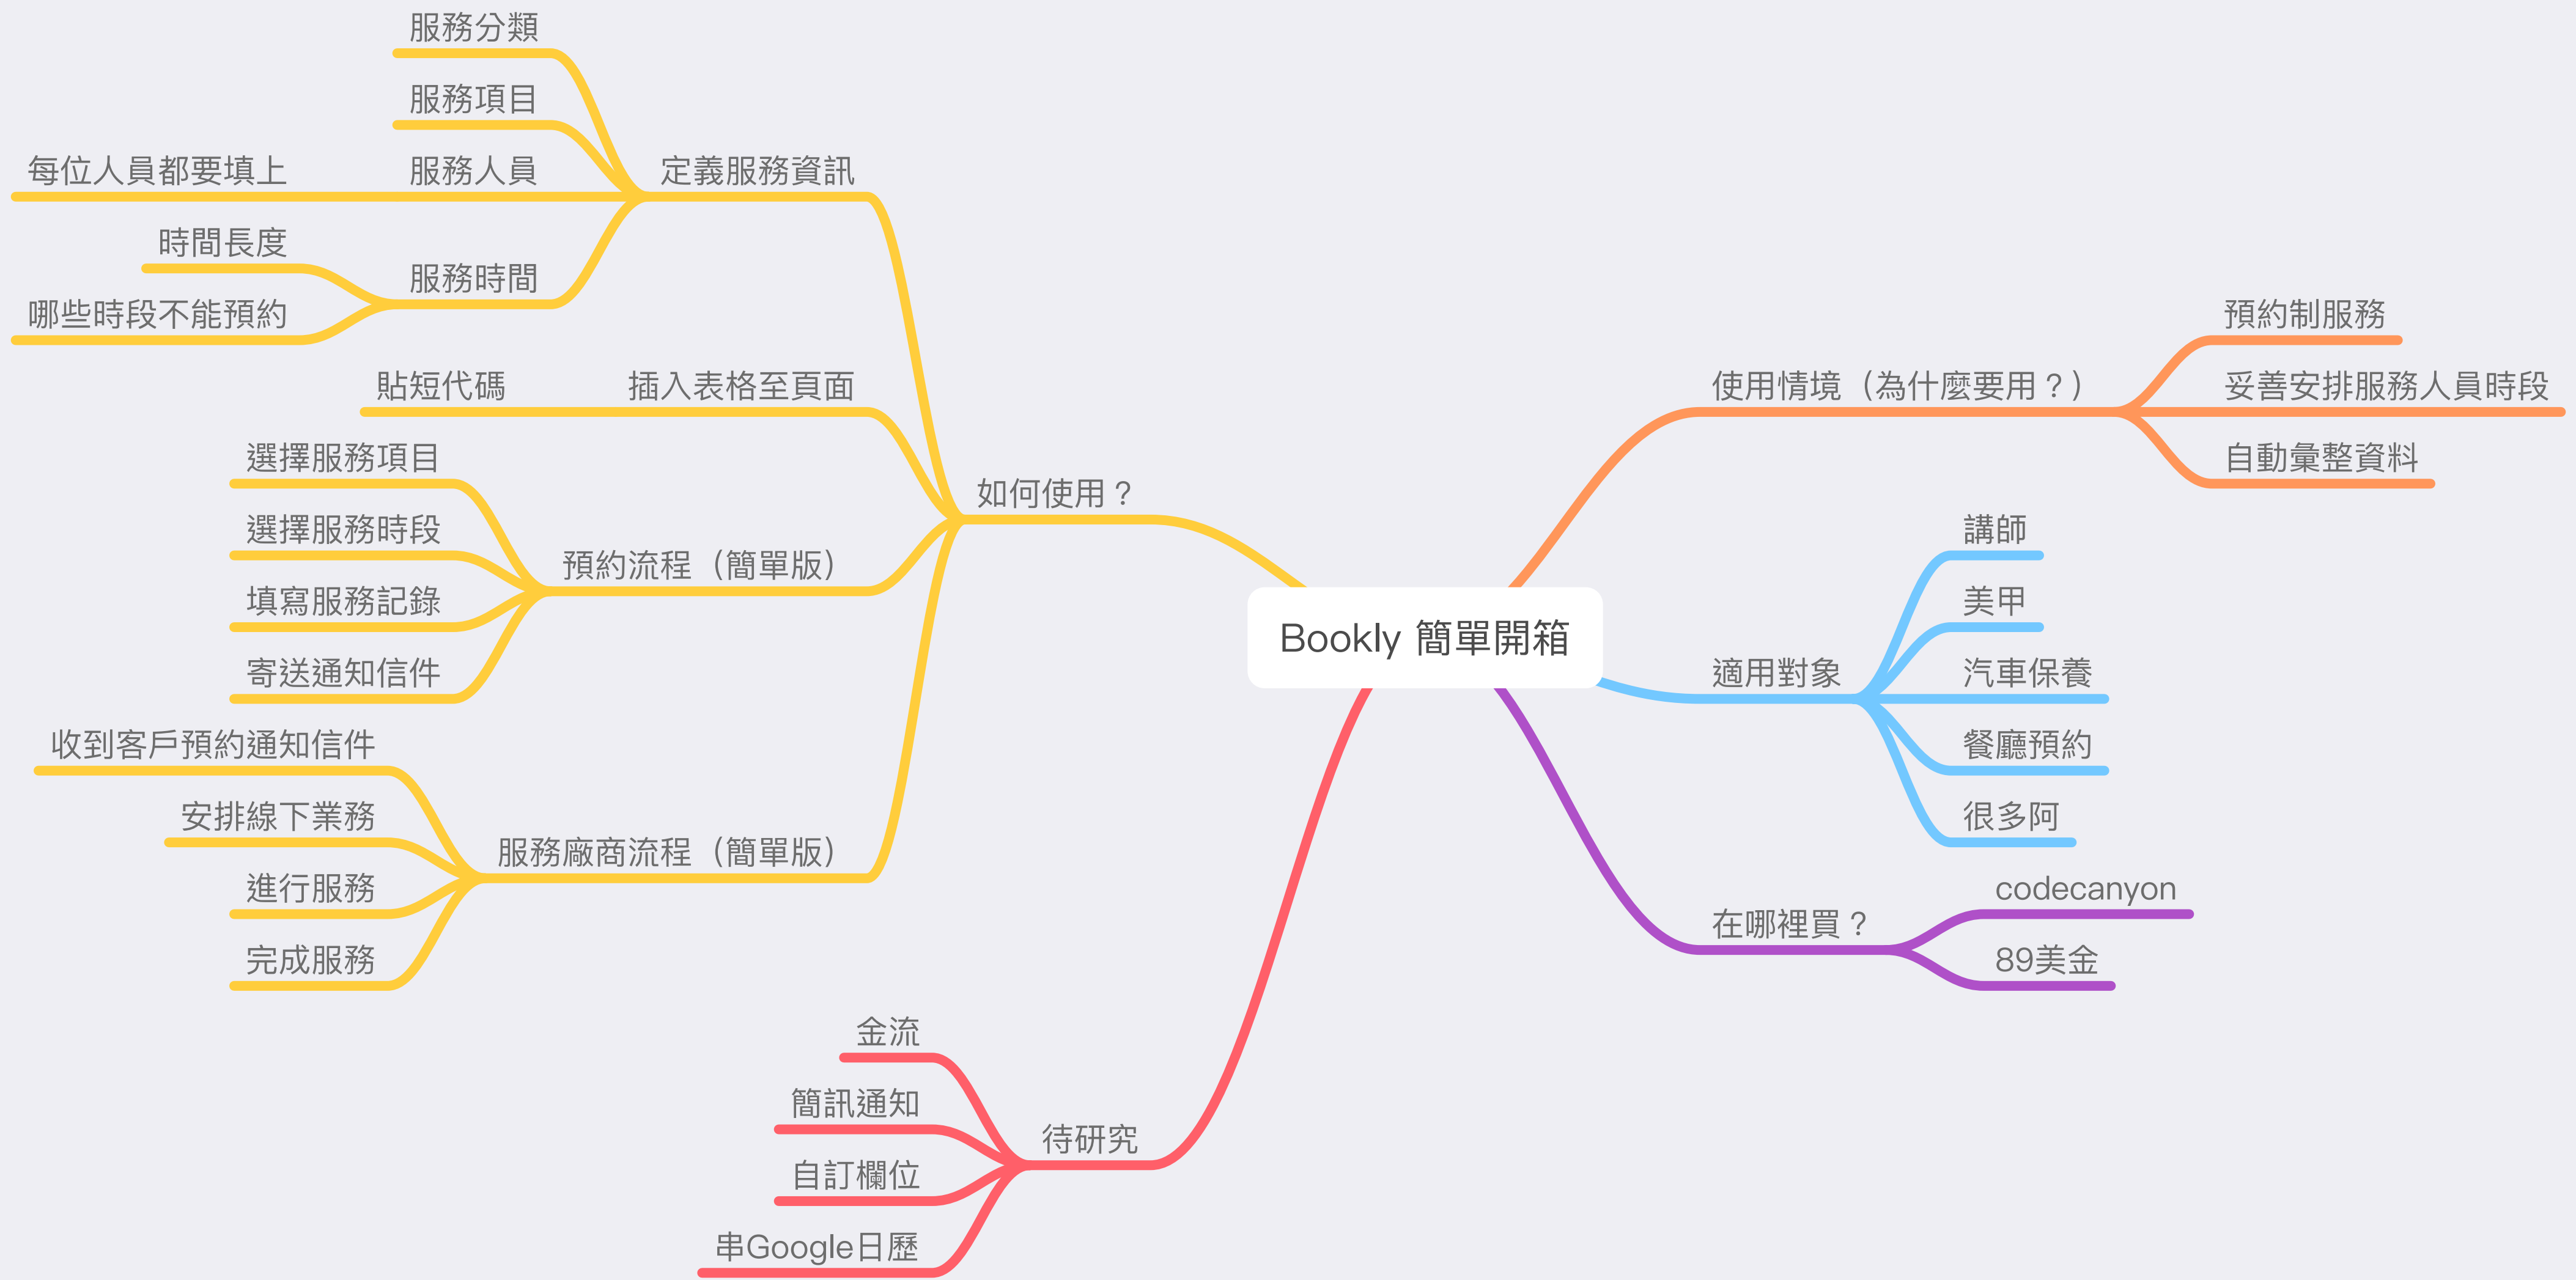 Bookly 簡單開箱
使用情境（為什麼要用？）
預約制服務
妥善安排服務人員時段
自動彙整資料
適用對象
講師
美甲
汽車保養
餐廳預約
很多阿
在哪裡買？
codecanyon
89美金
如何使用？
定義服務資訊
服務分類
服務項目
服務人員
每位人員都要填上
服務時間
時間長度
哪些時段不能預約
插入表格至頁面
貼短代碼
預約流程（簡單版）
選擇服務項目
選擇服務時段
填寫服務記錄
寄送通知信件
服務廠商流程（簡單版）
收到客戶預約通知信件
安排線下業務
進行服務
完成服務
待研究
金流
簡訊通知
自訂欄位
串Google日歷